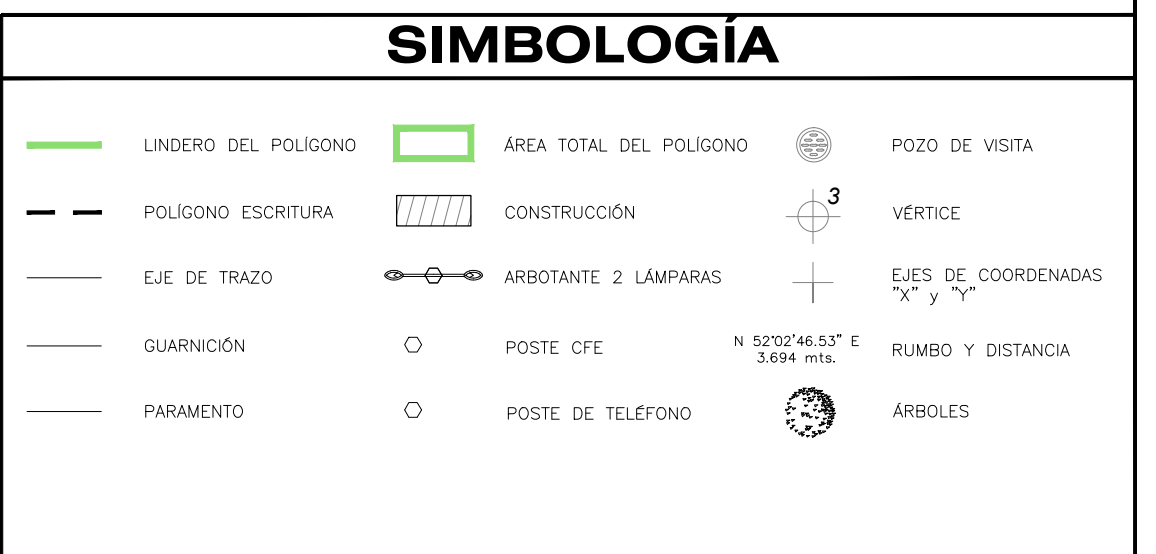 SIMBOLOGÍA
LINDERO DEL POLÍGONO
ÁREA TOTAL DEL POLÍGONO
POZO DE VISITA
POLÍGONO ESCRITURA
CONSTRUCCIÓN
3
VÉRTICE
EJE DE TRAZO
ARBOTANTE 2 LÁMPARAS
EJES DE COORDENADAS
"X" y "Y"
GUARNICIÓN
POSTE CFE
N 52°02'46.53" E
3.694 mts.
RUMBO Y DISTANCIA
PARAMENTO
POSTE DE TELÉFONO
ÁRBOLES